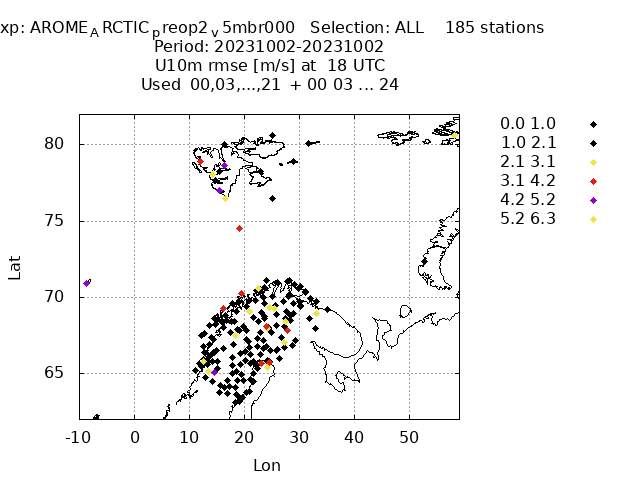 xp: AROME_ARCTIC_preop2_v5mbr000 Selection: ALL 185 stations
Period: 20231002-20231002
U10m rmse [m/s] at 18 UTC
Used 00,03,...,21 + 00 03 ... 24
0.0 1.0
1.0 2.1
2.1 3.1
3.1 4.2
4.2 5.2
5.2 6.3
80
75
70
65
Lat
-10 0 10 20 30 40 50
Lon